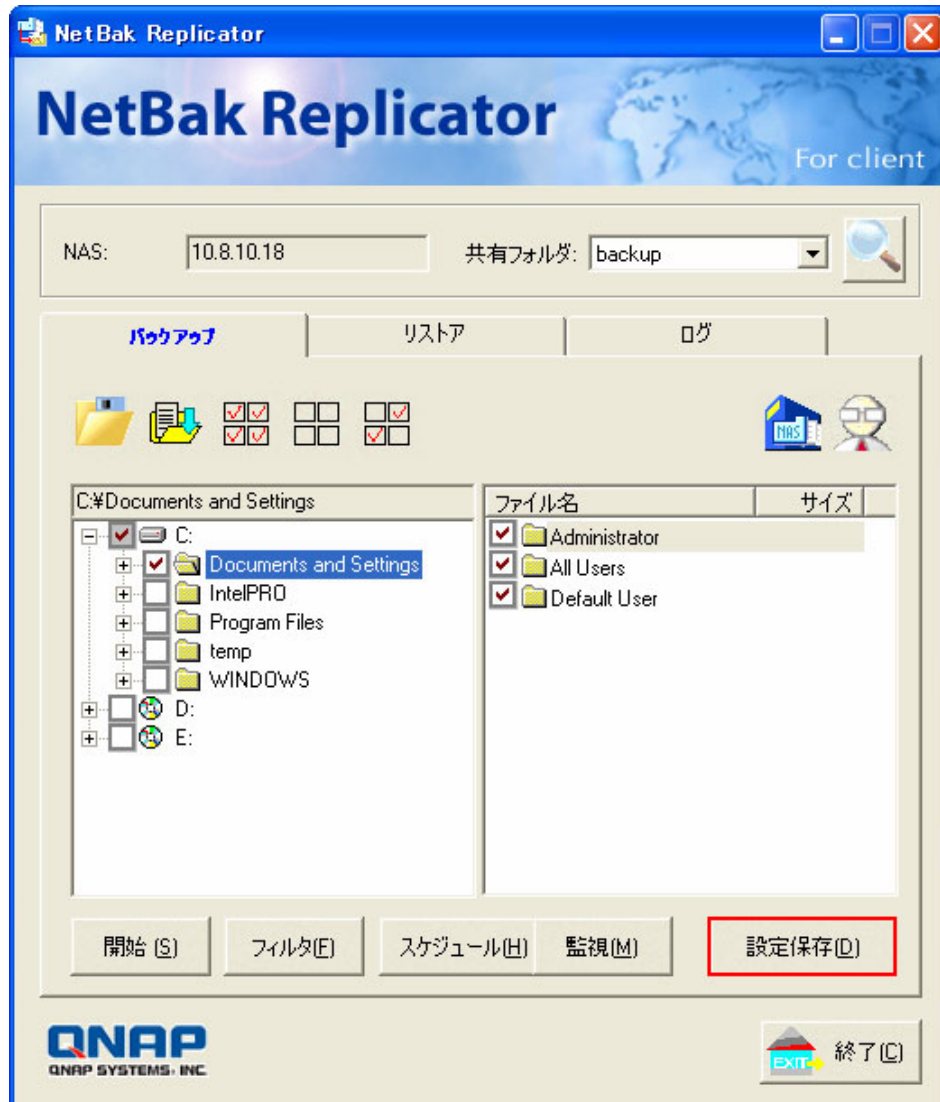 NetBak Replicator
NetBak Replicator
For client
NAS: 10.8.10.18 共有フォルダ: backup
バックアップ リストア ログ
NAS
C:¥Documents and Settings
C:
Documents and Settings
IntelPRO
Program Files
temp
WINDOWS
D:
E:
ファイル名 サイズ
Administrator
All Users
Default User
開始 (S) フィルタ(F) スケジュール(H) 監視(M) 設定保存(D)
QNAP
QNAP SYSTEMS, INC
EXIT 終了(C)